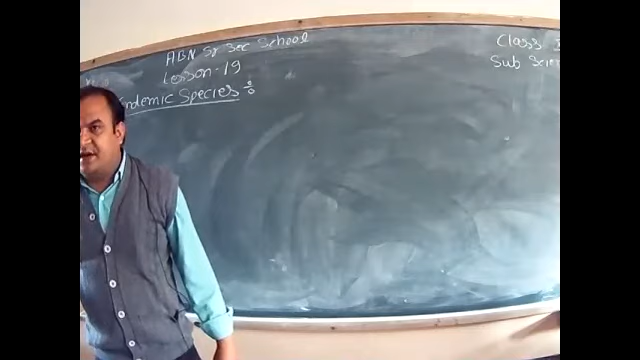 ABN Sr Sec School
Lesson-19
ndemic Species
Class
Sub Scie